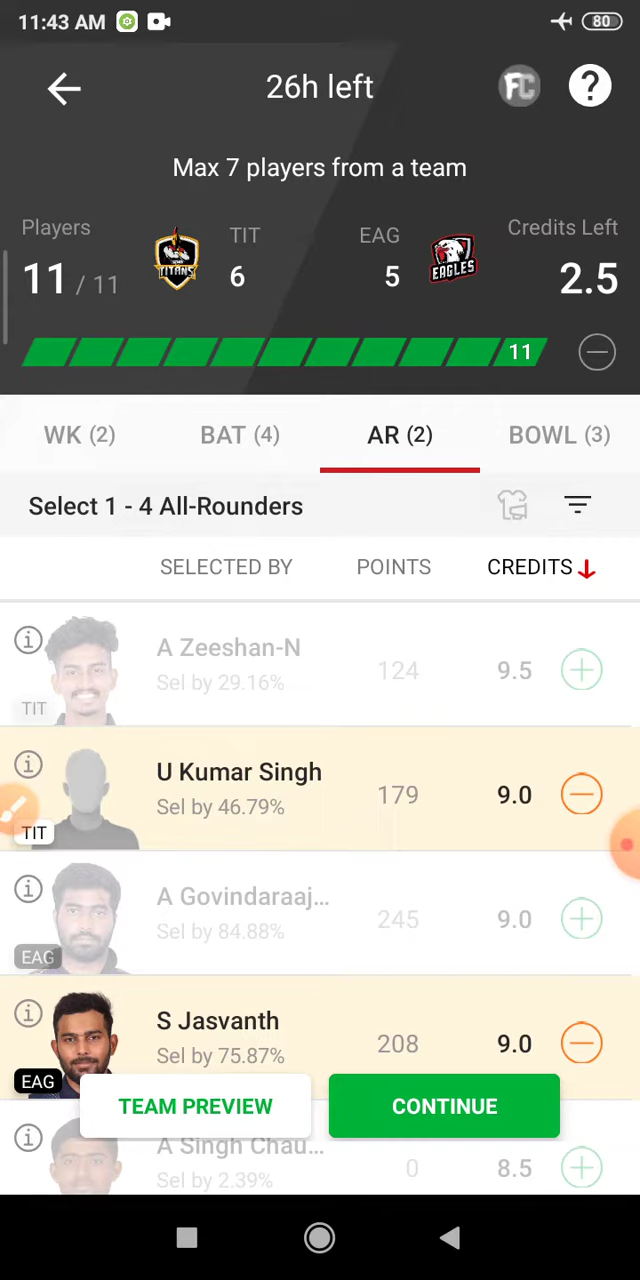 11:43 AM
80
26h left
FC
?
Max 7 players from a team
Players
TIT
EAG
Credits Left
11 / 11
TITANS
6
5
EAGLES
2.5
11
WK (2)
BAT (4)
AR (2)
BOWL (3)
Select 1 - 4 All-Rounders
SELECTED BY
POINTS
CREDITS
A Zeeshan-N
Sel by 29.16%
124
9.5
TIT
U Kumar Singh
Sel by 46.79%
179
9.0
TIT
A Govindaraaj...
Sel by 84.88%
245
9.0
EAG
S Jasvanth
Sel by 75.87%
208
9.0
EAG
TEAM PREVIEW
CONTINUE
A Singh Chau...
Sel by 2.39%
0
8.5